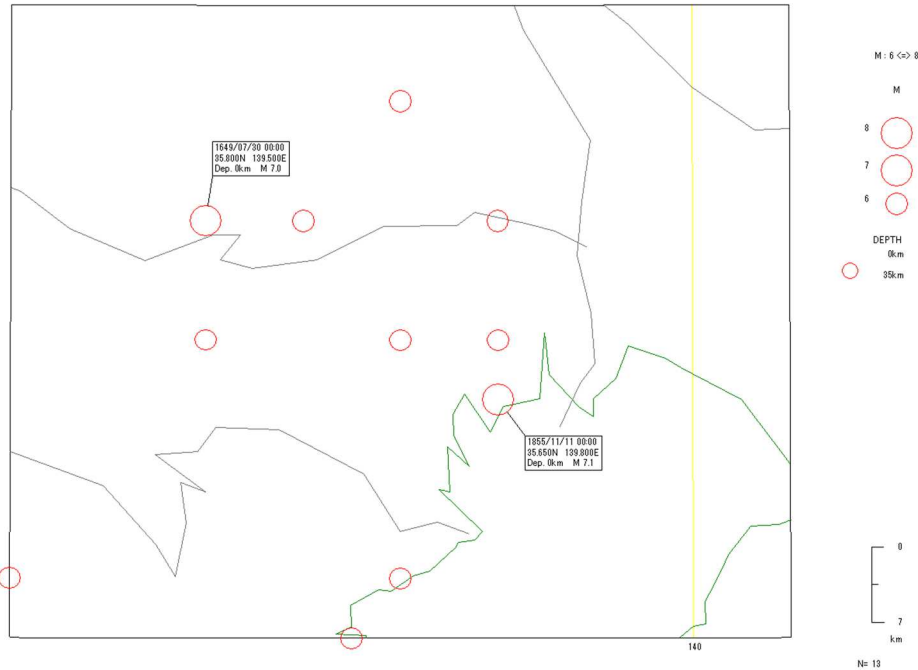 M : 6 <=> 8
M
8
7
6
DEPTH
0km
35km
1649/07/30 00:00
35.800N 139.500E
Dep. 0km M 7.0
1855/11/11 00:00
35.650N 139.800E
Dep. 0km M 7.1
140
0
7
km
N= 13